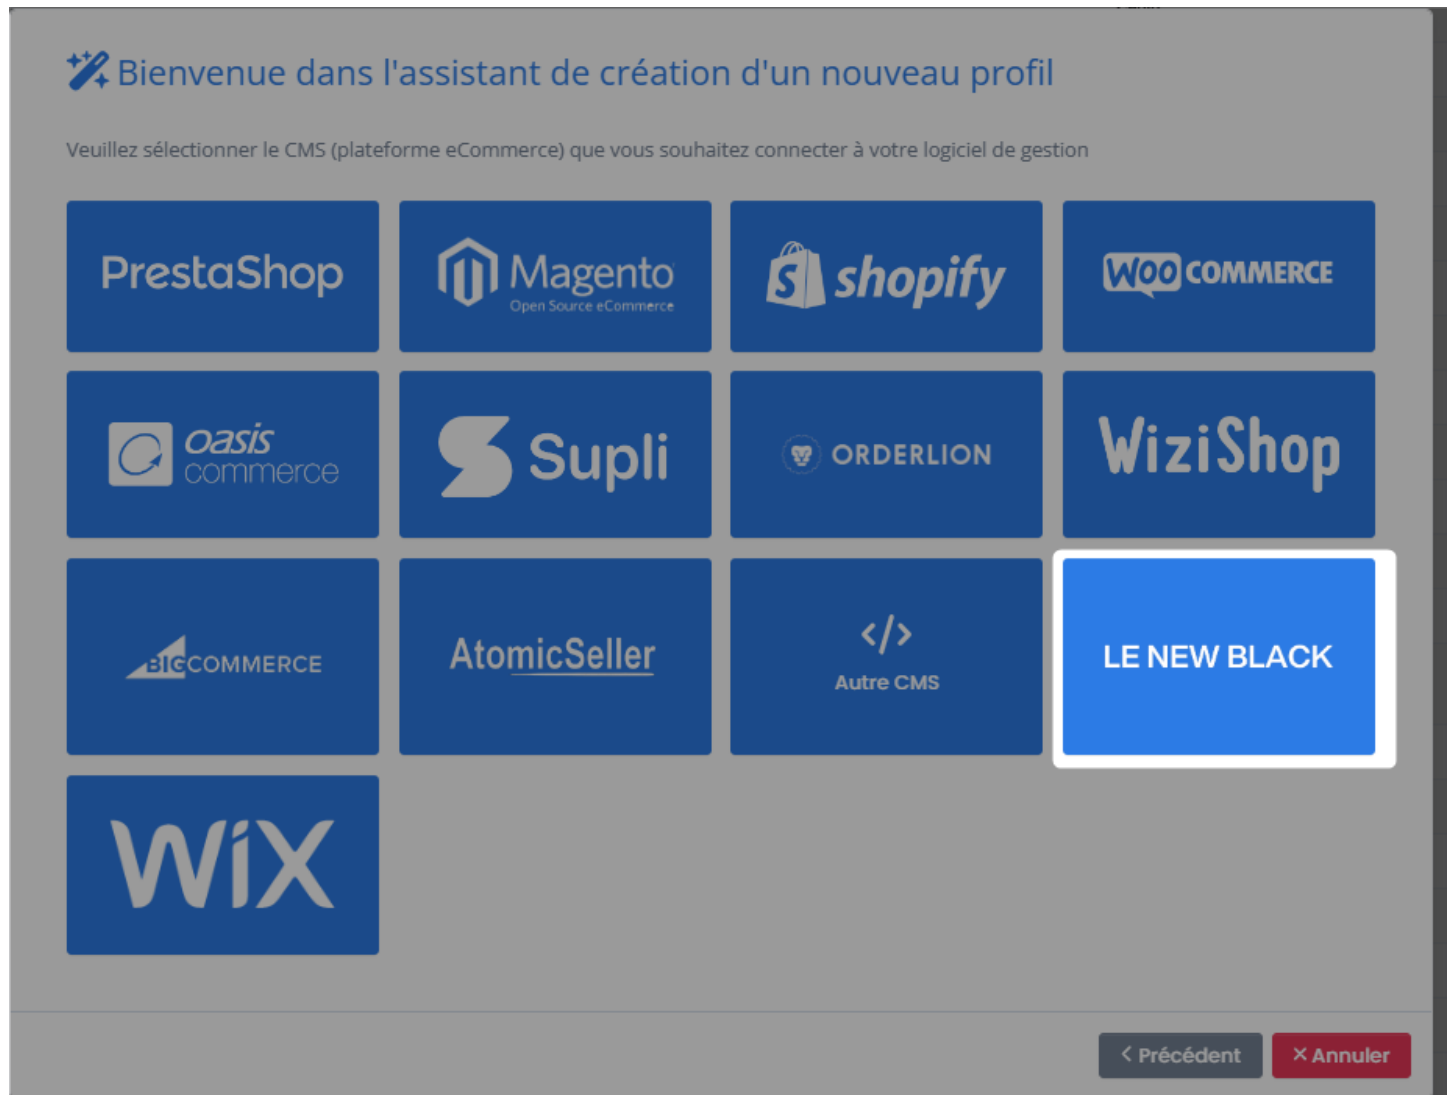 Bienvenue dans l'assistant de création d'un nouveau profil
Veuillez sélectionner le CMS (plateforme eCommerce) que vous souhaitez connecter à votre logiciel de gestion
PrestaShop
Magento
Open Source eCommerce
shopify
WOO COMMERCE
oasis
commerce
Supli
ORDERLION
WiziShop
BIGCOMMERCE
AtomicSeller
</>
Autre CMS
LE NEW BLACK
WiX
Précédent
Annuler